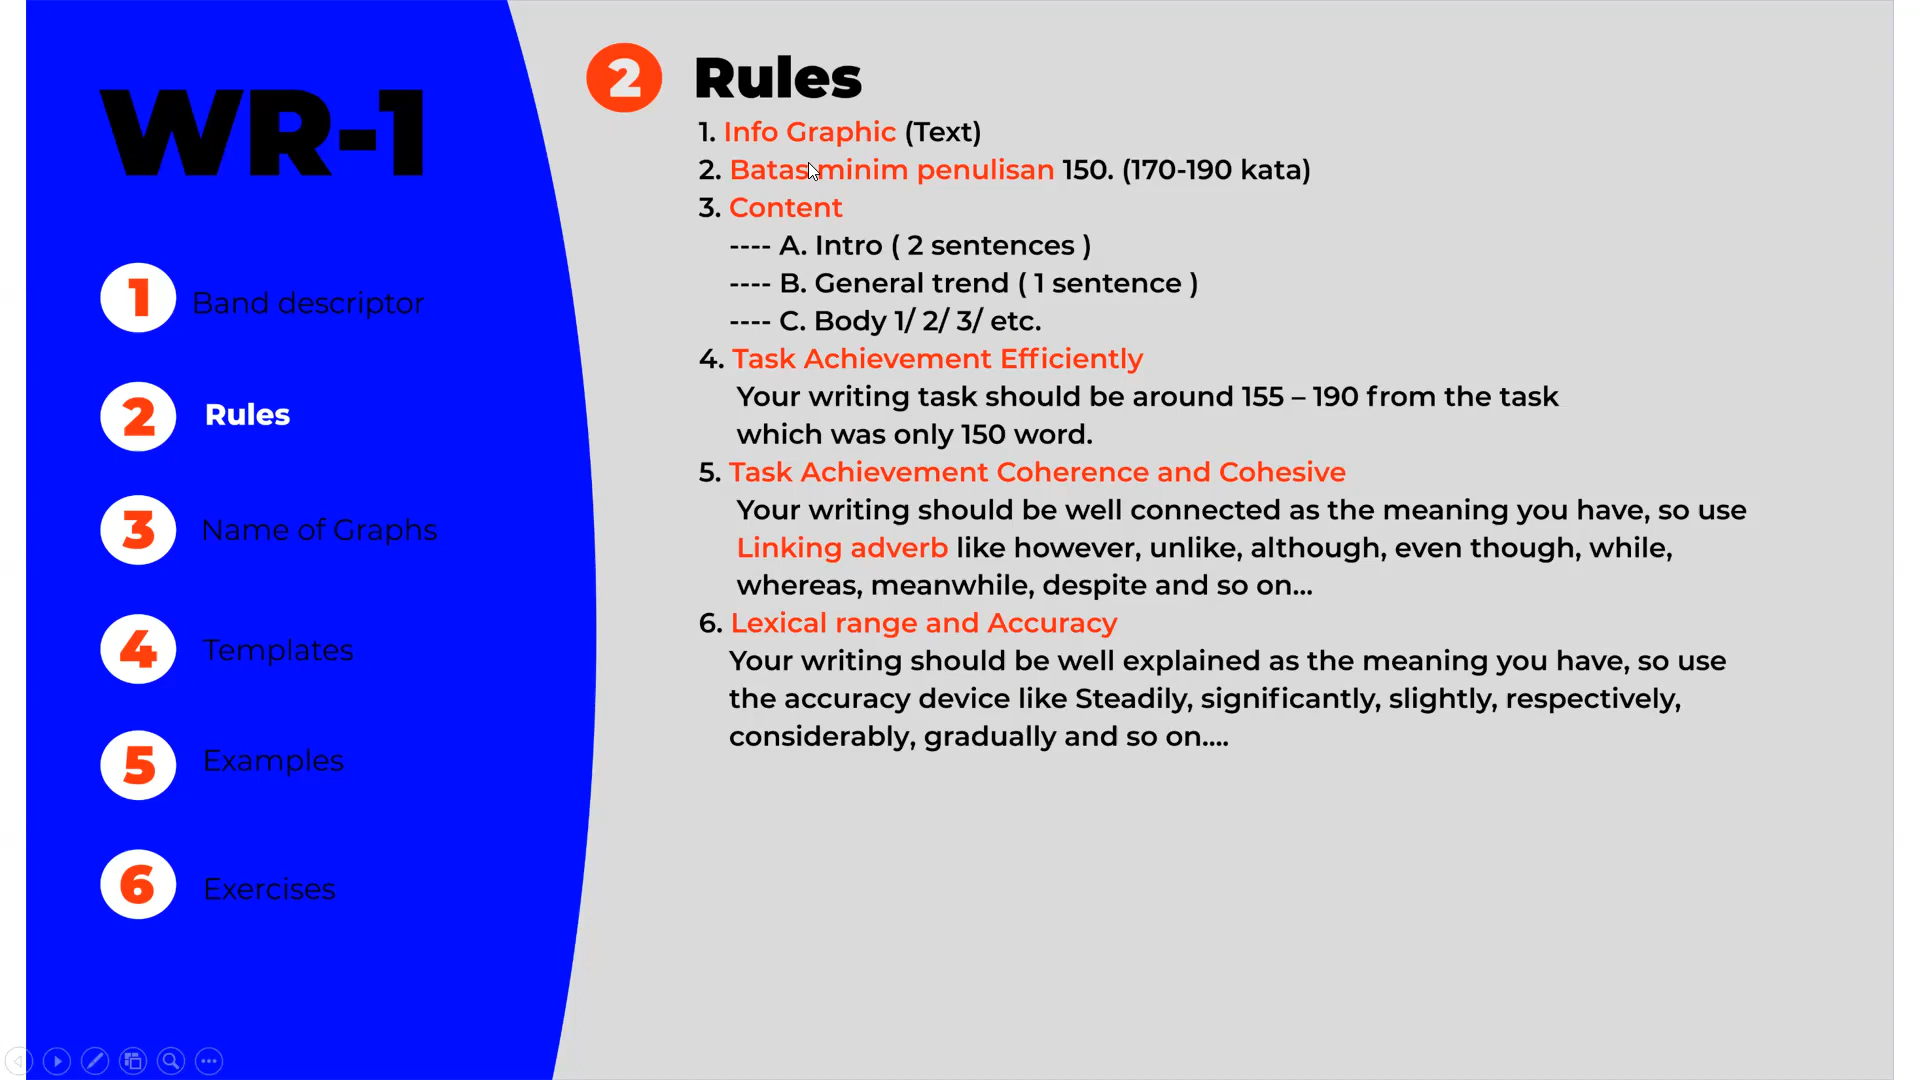 WR-1
1 Band descriptor
2 Rules
3 Name of Graphs
4 Templates
5 Examples
6 Exercises
2 Rules
1. Info Graphic (Text)
2. Batas minim penulisan 150. (170-190 kata)
3. Content
---- A. Intro ( 2 sentences )
---- B. General trend ( 1 sentence )
---- C. Body 1/ 2/ 3/ etc.
4. Task Achievement Efficiently
Your writing task should be around 155 – 190 from the task
which was only 150 word.
5. Task Achievement Coherence and Cohesive
Your writing should be well connected as the meaning you have, so use
Linking adverb like however, unlike, although, even though, while,
whereas, meanwhile, despite and so on...
6. Lexical range and Accuracy
Your writing should be well explained as the meaning you have, so use
the accuracy device like Steadily, significantly, slightly, respectively,
considerably, gradually and so on....